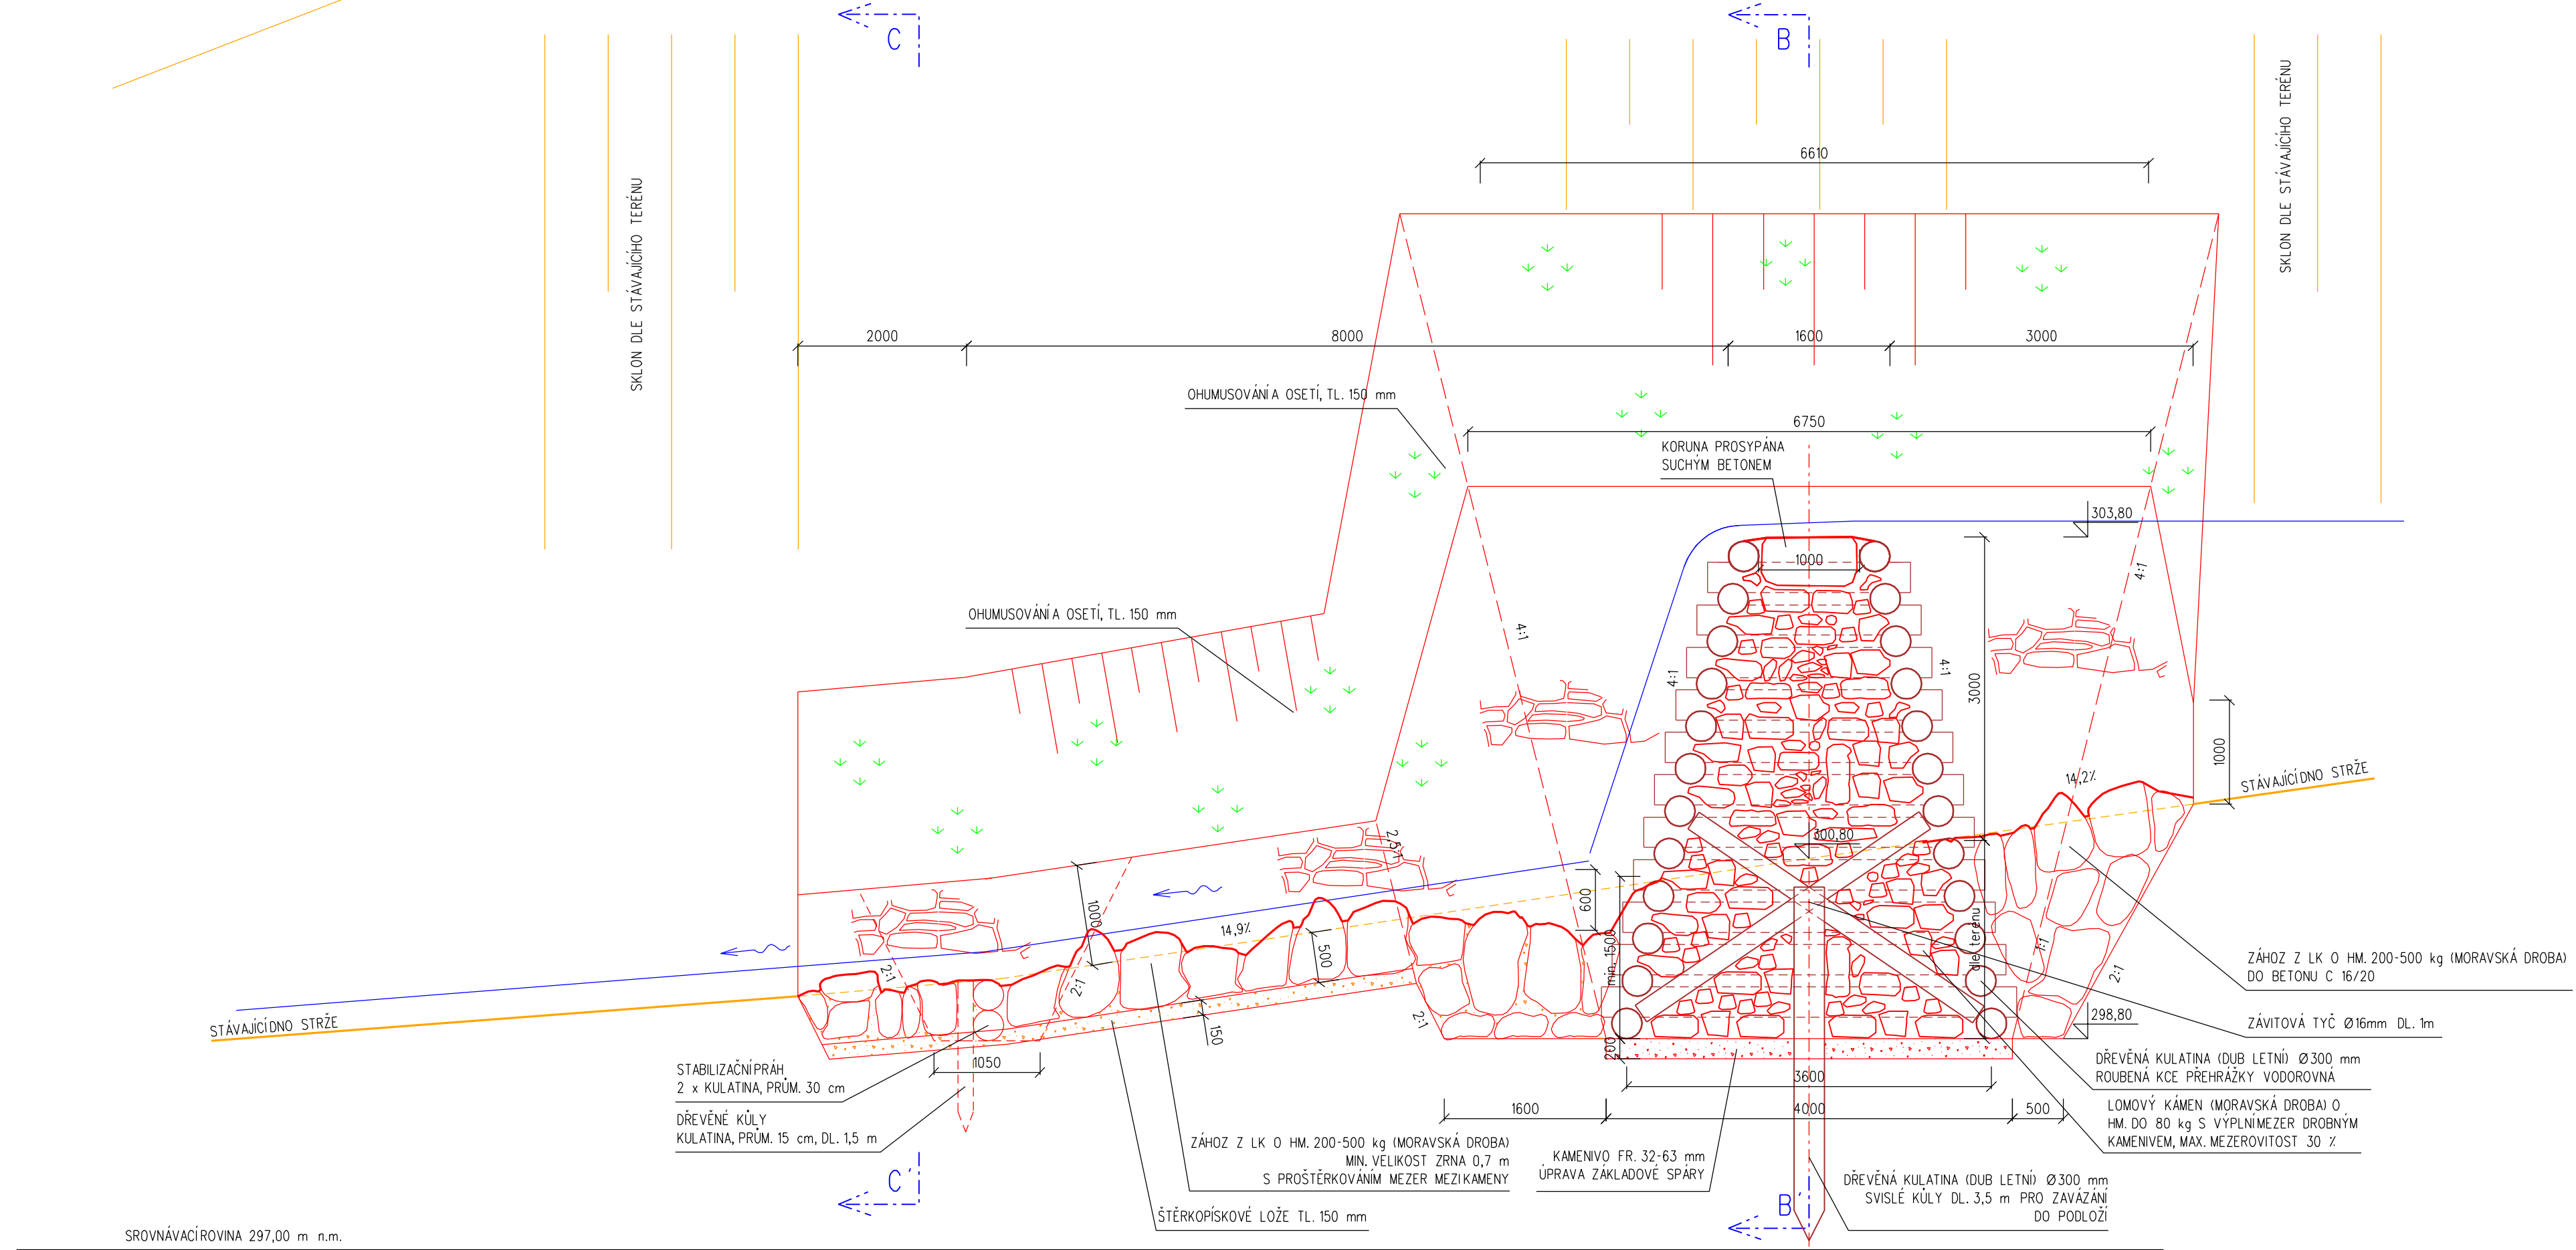 C
B
SKLON DLE STÁVAJÍCÍHO TERÉNU
SKLON DLE STÁVAJÍCÍHO TERÉNU
6610
2000
8000
1600
3000
OHUMUSOVÁNÍ A OSETÍ, TL. 150 mm
6750
KORUNA PROSYPÁNA
SUCHÝM BETONEM
303,80
1000
4:1
4:1
OHUMUSOVÁNÍ A OSETÍ, TL. 150 mm
4:1
4:1
3000
1000
14,2%
STÁVAJÍCÍ DNO STRŽE
300,80
2,5:1
1000
14,9%
600
500
min. 1500
dle terénu
1:1
2:1
2:1
2:1
2:1
ZÁHOZ Z LK O HM. 200-500 kg (MORAVSKÁ DROBA)
DO BETONU C 16/20
STÁVAJÍCÍ DNO STRŽE
150
200
298,80
ZÁVITOVÁ TYČ Ø16mm DL. 1m
STABILIZAČNÍ PRÁH
2 x KULATINA, PRŮM. 30 cm
1050
3600
DŘEVĚNÁ KULATINA (DUB LETNÍ) Ø300 mm
ROUBENÁ KCE PŘEHRÁŽKY VODOROVNÁ
DŘEVĚNÉ KŮLY
KULATINA, PRŮM. 15 cm, DL. 1,5 m
1600
4000
500
LOMOVÝ KÁMEN (MORAVSKÁ DROBA) O
HM. DO 80 kg S VÝPLNÍ MEZER DROBNÝM
KAMENIVEM, MAX. MEZEROVITOST 30 %
ZÁHOZ Z LK O HM. 200-500 kg (MORAVSKÁ DROBA)
MIN. VELIKOST ZRNA 0,7 m
S PROŠTĚRKOVÁNÍM MEZER MEZI KAMENY
KAMENIVO FR. 32-63 mm
ÚPRAVA ZÁKLADOVÉ SPÁRY
DŘEVĚNÁ KULATINA (DUB LETNÍ) Ø300 mm
SVISLÉ KŮLY DL. 3,5 m PRO ZAVÁZÁNÍ
DO PODLOŽÍ
C'
B'
ŠTĚRKOPÍSKOVÉ LOŽE TL. 150 mm
SROVNÁVACÍ ROVINA 297,00 m n.m.